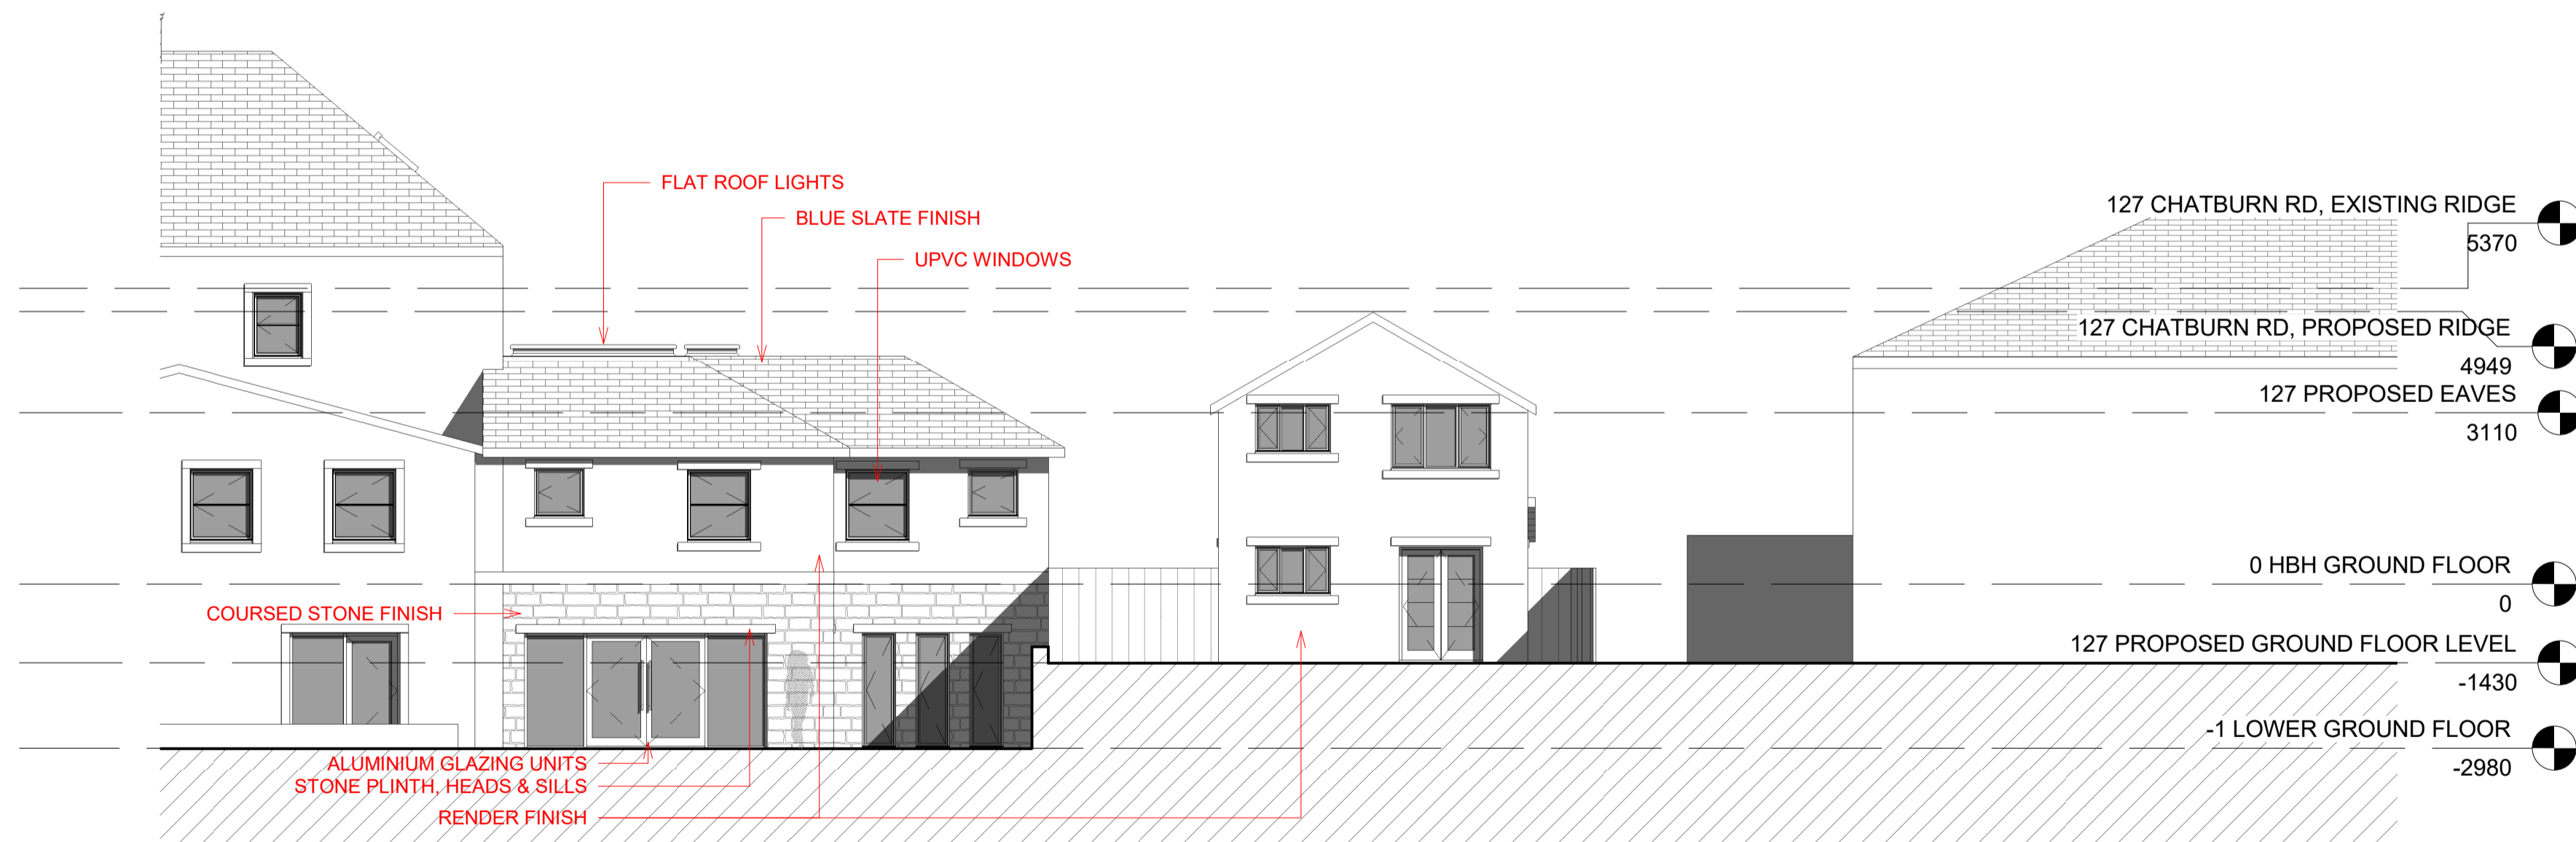 FLAT ROOF LIGHTS
BLUE SLATE FINISH
UPVC WINDOWS
127 CHATBURN RD, EXISTING RIDGE
5370
127 CHATBURN RD, PROPOSED RIDGE
4949
127 PROPOSED EAVES
3110
0 HBH GROUND FLOOR
0
COURSED STONE FINISH
127 PROPOSED GROUND FLOOR LEVEL
-1430
-1 LOWER GROUND FLOOR
-2980
ALUMINIUM GLAZING UNITS
STONE PLINTH, HEADS & SILLS
RENDER FINISH